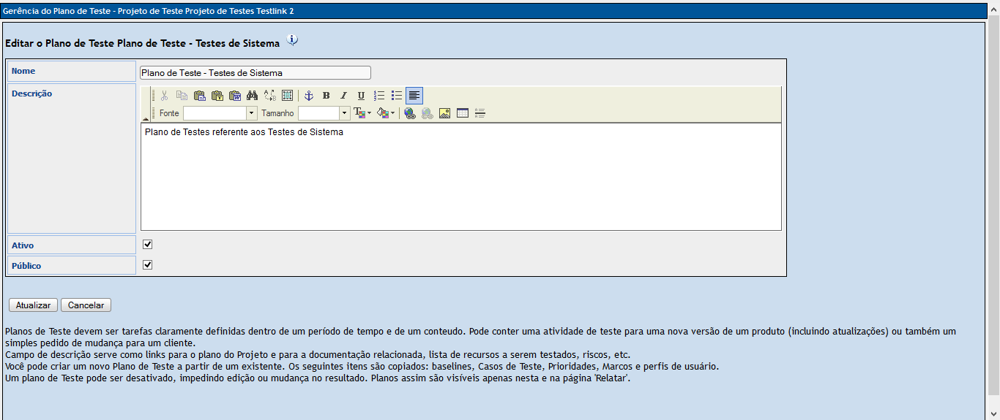 Gerência do Plano de Teste - Projeto de Teste Projeto de Testes Testlink 2
Editar o Plano de Teste Plano de Teste - Testes de Sistema
Nome
Plano de Teste - Testes de Sistema
Descrição
Fonte Tamanho
Plano de Testes referente aos Testes de Sistema
Ativo
Público
Atualizar Cancelar
Planos de Teste devem ser tarefas claramente definidas dentro de um período de tempo e de um conteudo. Pode conter uma atividade de teste para uma nova versão de um produto (incluindo atualizações) ou também um
simples pedido de mudança para um cliente.
Campo de descrição serve como links para o plano do Projeto e para a documentação relacionada, lista de recursos a serem testados, riscos, etc.
Você pode criar um novo Plano de Teste a partir de um existente. Os seguintes itens são copiados: baselines, Casos de Teste, Prioridades, Marcos e perfis de usuário.
Um plano de Teste pode ser desativado, impedindo edição ou mudança no resultado. Planos assim são visíveis apenas nesta e na página 'Relatar'.